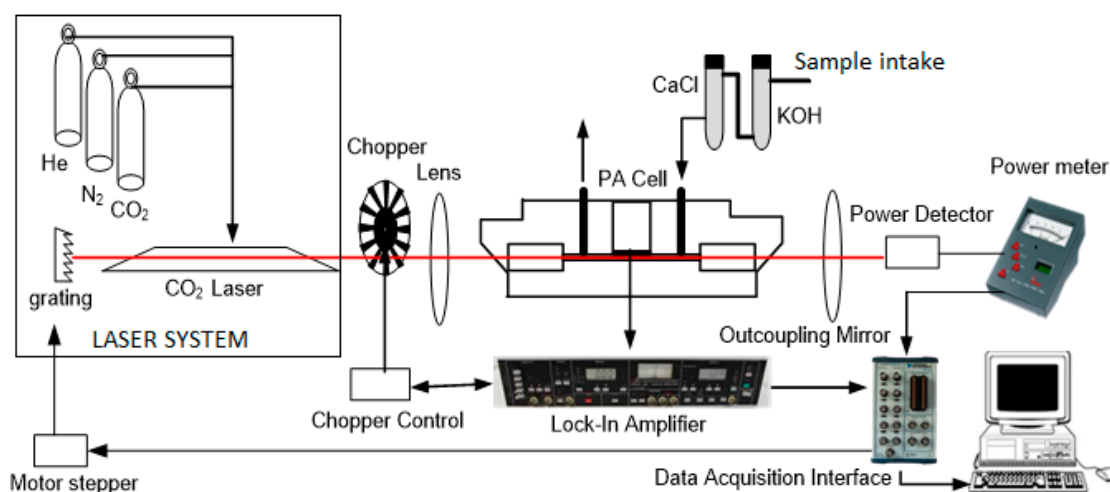 Sample intake
CaCl
KOH
He
N₂
CO₂
Chopper
Lens
PA Cell
Power meter
Power Detector
grating
CO₂ Laser
LASER SYSTEM
Outcoupling Mirror
Chopper Control
Lock-In Amplifier
Motor stepper
Data Acquisition Interface